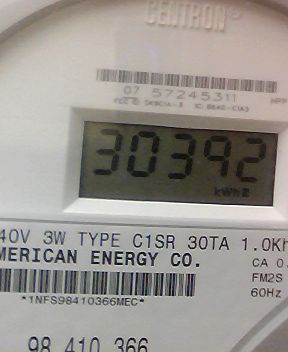 CENTRON®
07 57245311
30392
kWh
40V 3W TYPE C1SR 30TA 1.0Kh
MERICAN ENERGY CO.
CA 0.
FM2S
60Hz
*1NFS98410366MEC*
98 410 366